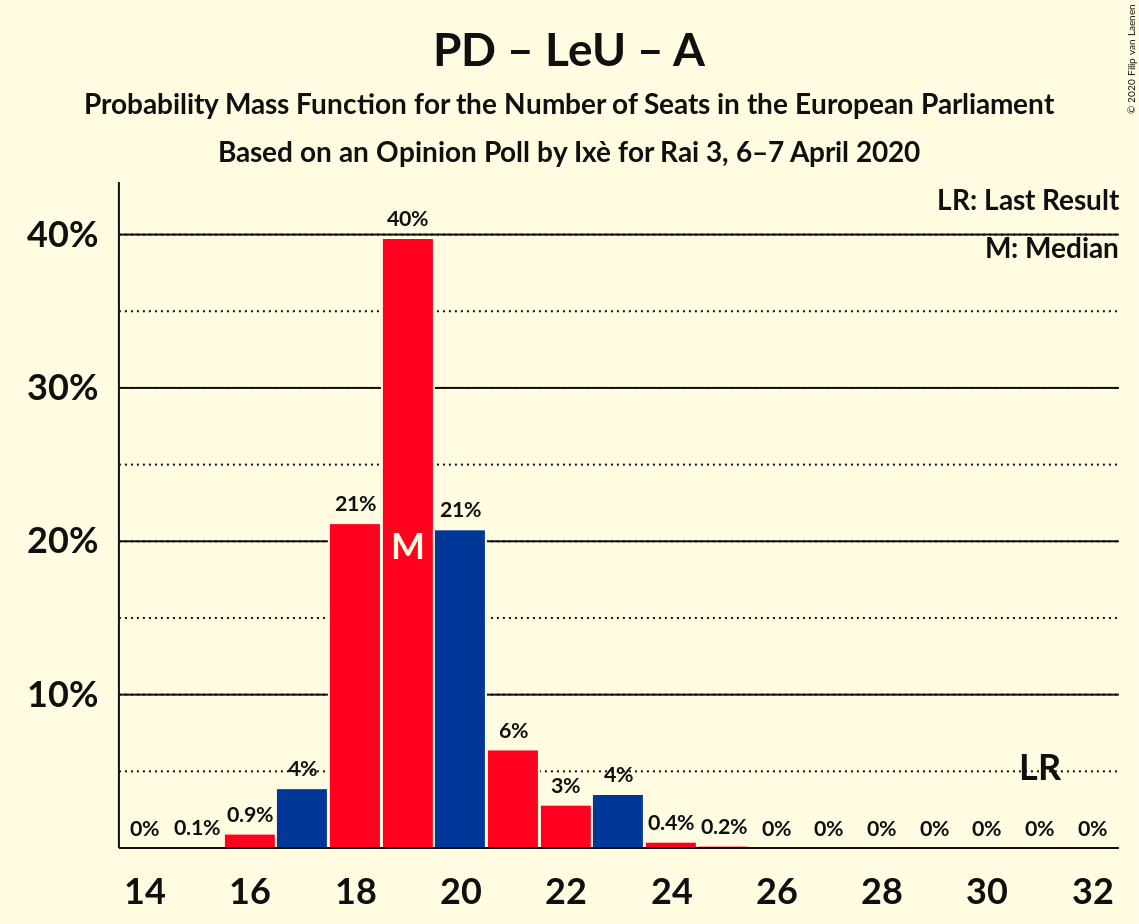 PD – LeU – A
Probability Mass Function for the Number of Seats in the European Parliament
Based on an Opinion Poll by Ixè for Rai 3, 6–7 April 2020
© 2020 Filip van Laenen
LR: Last Result
M: Median
40%
30%
20%
10%
0%
0.1%
0.9%
4%
21%
40%
M
21%
6%
3%
4%
0.4%
0.2%
0%
0%
0%
0%
0%
0%
0%
LR
14 16 18 20 22 24 26 28 30 32